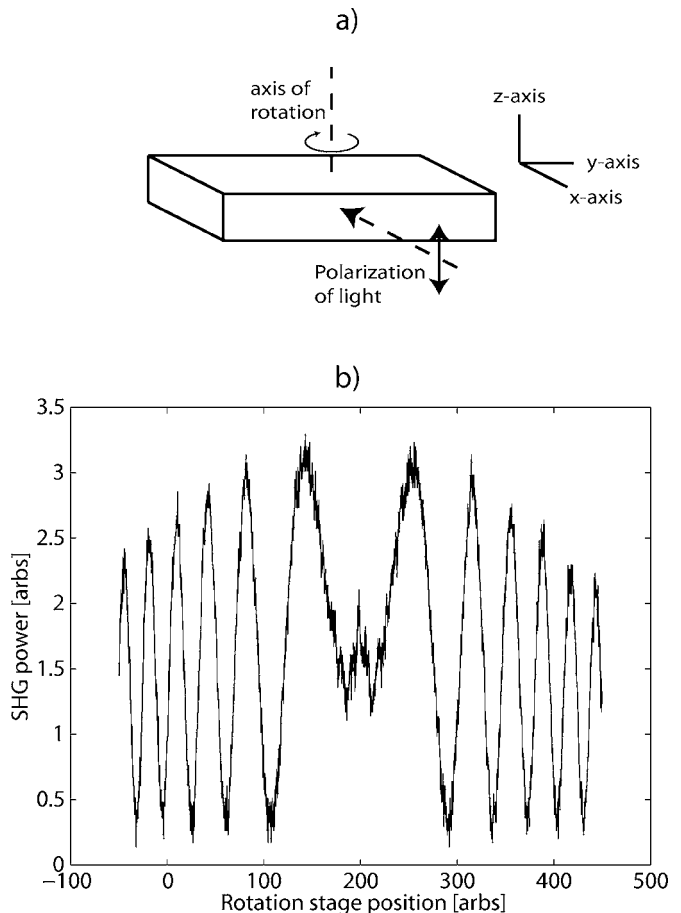 a)
axis of
rotation
z-axis
y-axis
x-axis
Polarization
of light
b)
3.5
3
2.5
2
1.5
1
0.5
0
SHG power [arbs]
−100 0 100 200 300 400 500
Rotation stage position [arbs]